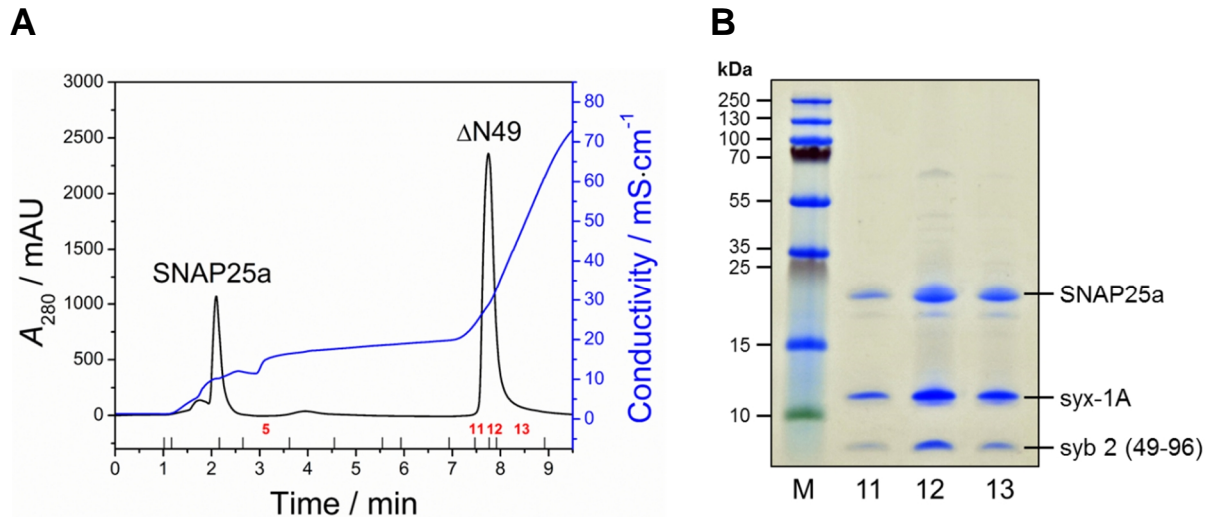 A
3000
2500
2000
1500
1000
500
0
A280 / mAU
SNAP25a
ΔN49
5
11 12 13
0 1 2 3 4 5 6 7 8 9
Time / min
80
70
60
50
40
30
20
10
0
Conductivity / mS·cm⁻¹
B
kDa
250
130
100
70
55
35
25
15
10
SNAP25a
syx-1A
syb 2 (49-96)
M 11 12 13